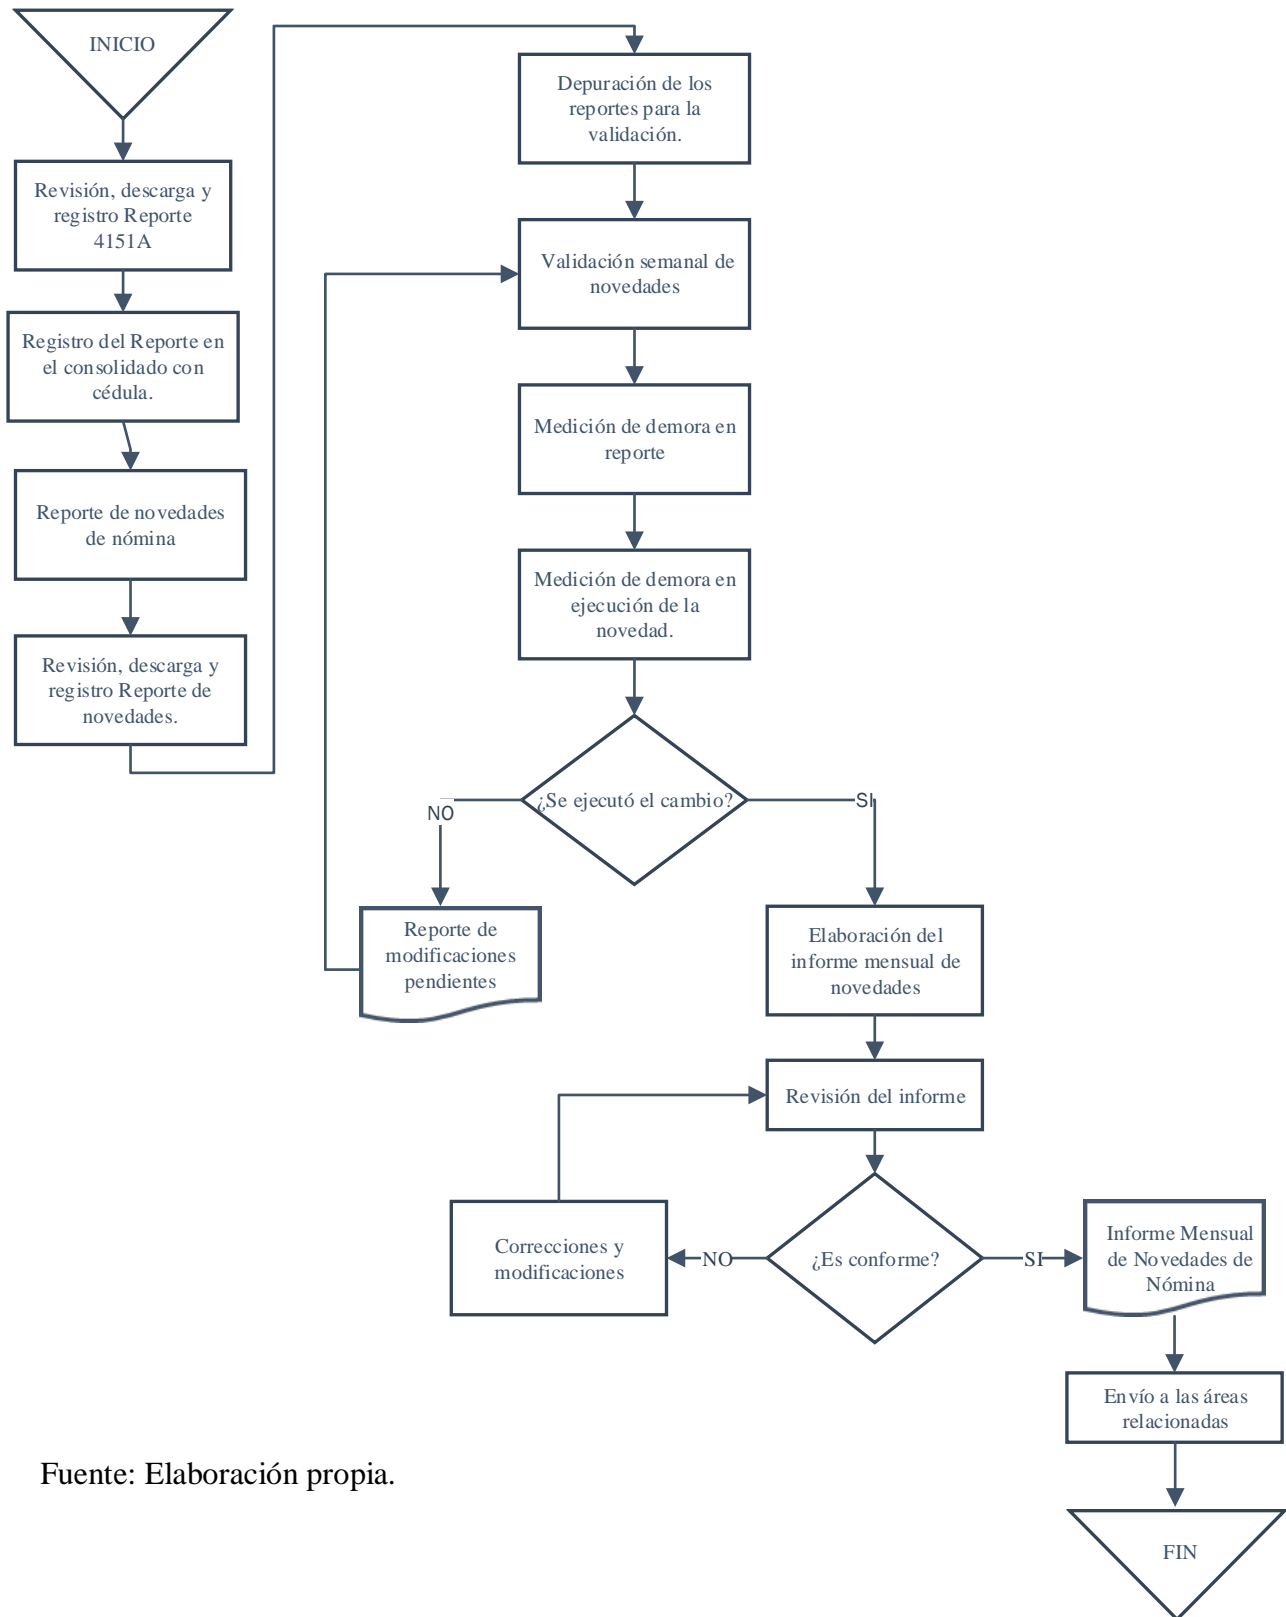 INICIO
Revisión, descarga y
registro Reporte
4151A
Registro del Reporte en
el consolidado con
cédula.
Reporte de novedades
de nómina
Revisión, descarga y
registro Reporte de
novedades.
Depuración de los
reportes para la
validación.
Validación semanal de
novedades
Medición de demora en
reporte
Medición de demora en
ejecución de la
novedad.
¿Se ejecutó el cambio?
NO
SI
Reporte de
modificaciones
pendientes
Elaboración del
informe mensual de
novedades
Revisión del informe
¿Es conforme?
NO
SI
Correcciones y
modificaciones
Informe Mensual
de Novedades de
Nómina
Envío a las áreas
relacionadas
FIN
Fuente: Elaboración propia.